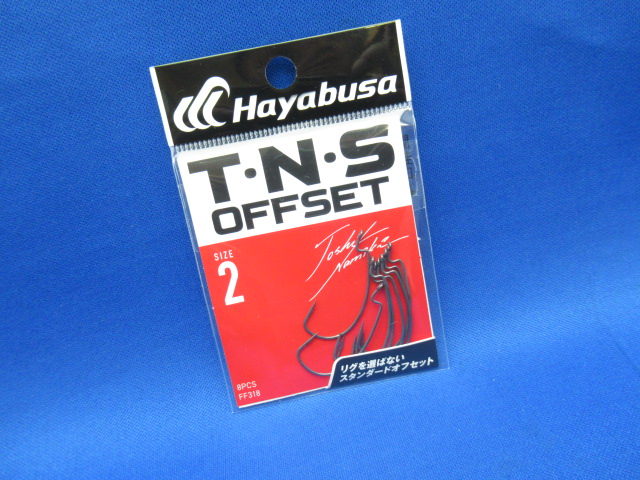 Hayabusa
T·N·S
OFFSET
SIZE
2
8PCS
FF318
リグを選ばない
スタンダードオフセット